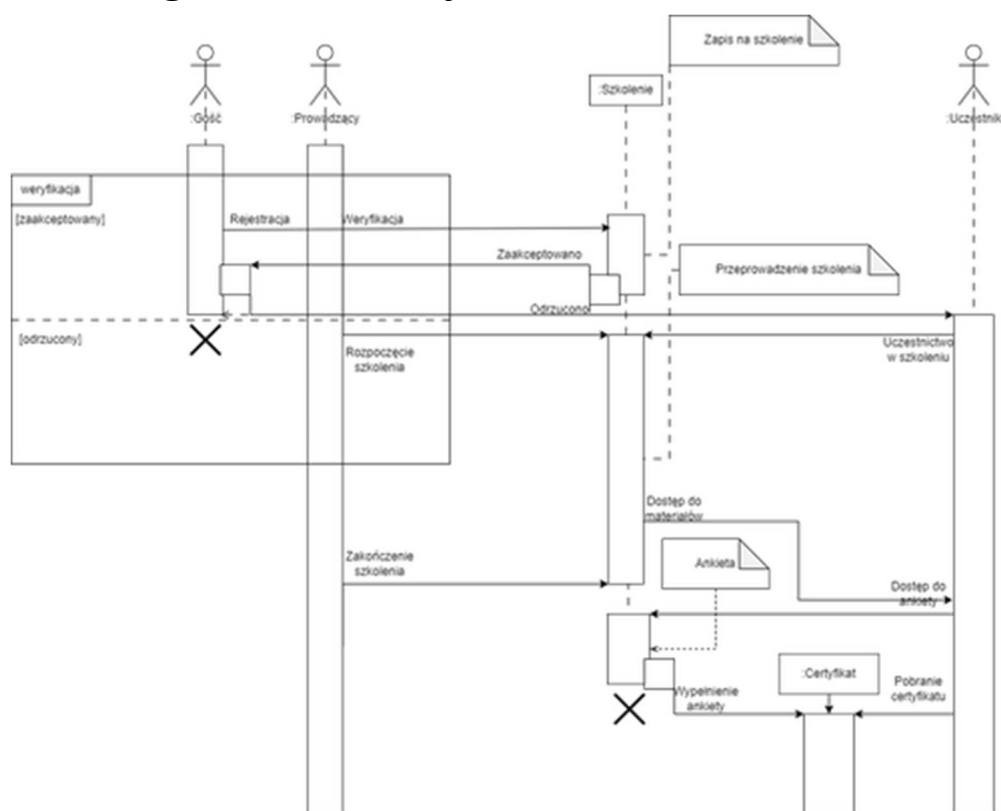 Zapis na szkolenie
:Szkolenie
:Gość
:Prowadzący
:Uczestnik
weryfikacja
[zaakceptowany]
Rejestracja
Weryfikacja
Zaakceptowano
Przeprowadzenie szkolenia
Odrzucono
[odrzucony]
Rozpoczęcie
szkolenia
Uczestnictwo
w szkoleniu
Dostęp do
materiałów
Zakończenie
szkolenia
Ankieta
Dostęp do
ankiety
:Certyfikat
Wypełnienie
ankiety
Pobranie
certyfikatu